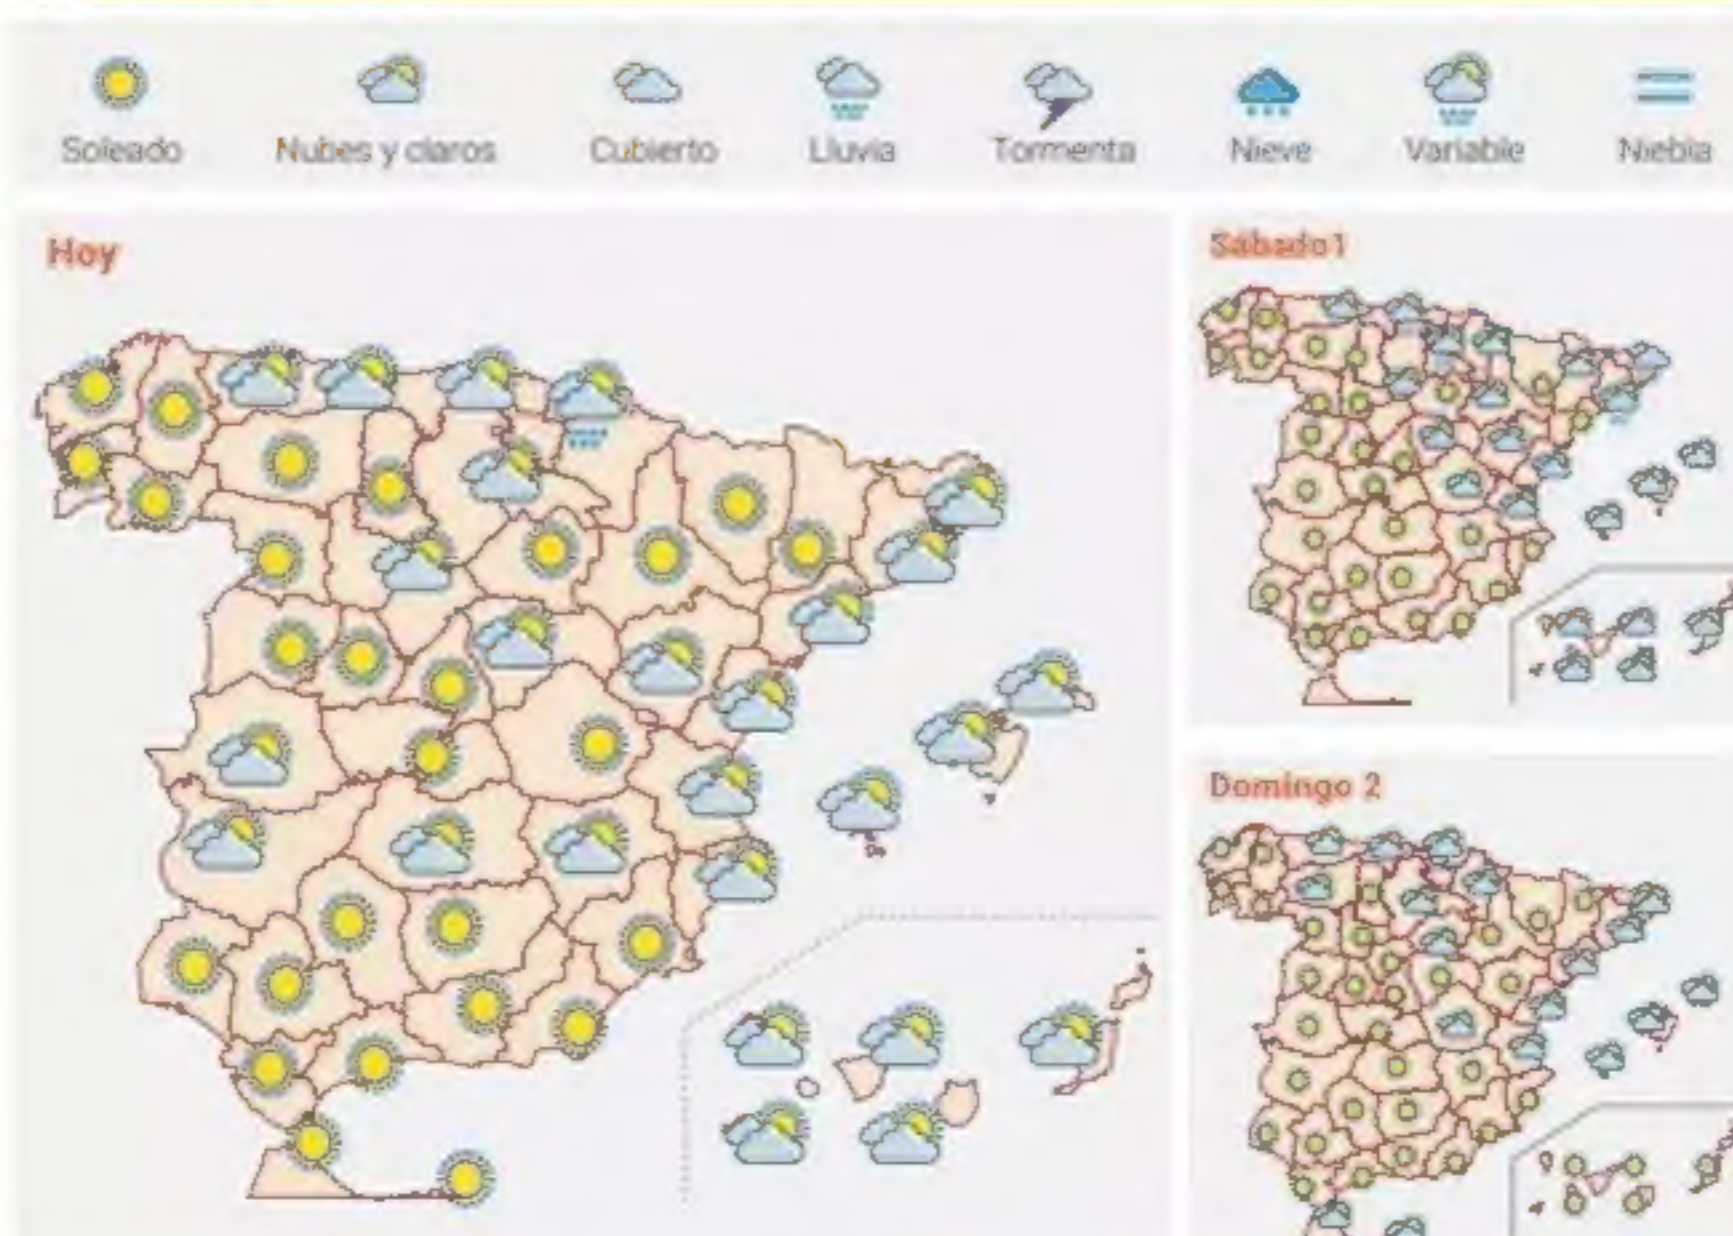 Soleado
Nubes y claros
Cubierto
Lluvia
Tormenta
Nieve
Variable
Niebla
Hoy
Sábado 1
Domingo 2